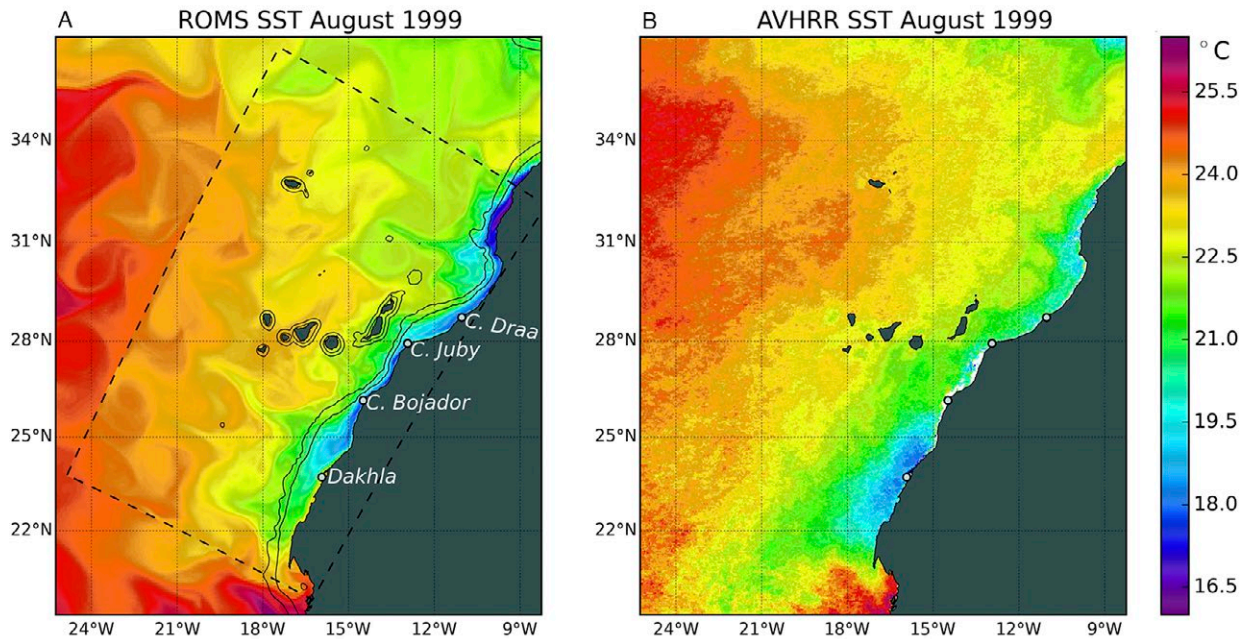 A ROMS SST August 1999
B AVHRR SST August 1999
°C
34°N
31°N
28°N
25°N
22°N
C. Draa
C. Juby
C. Bojador
Dakhla
24°W 21°W 18°W 15°W 12°W 9°W
34°N
31°N
28°N
25°N
22°N
24°W 21°W 18°W 15°W 12°W 9°W
25.5
24.0
22.5
21.0
19.5
18.0
16.5